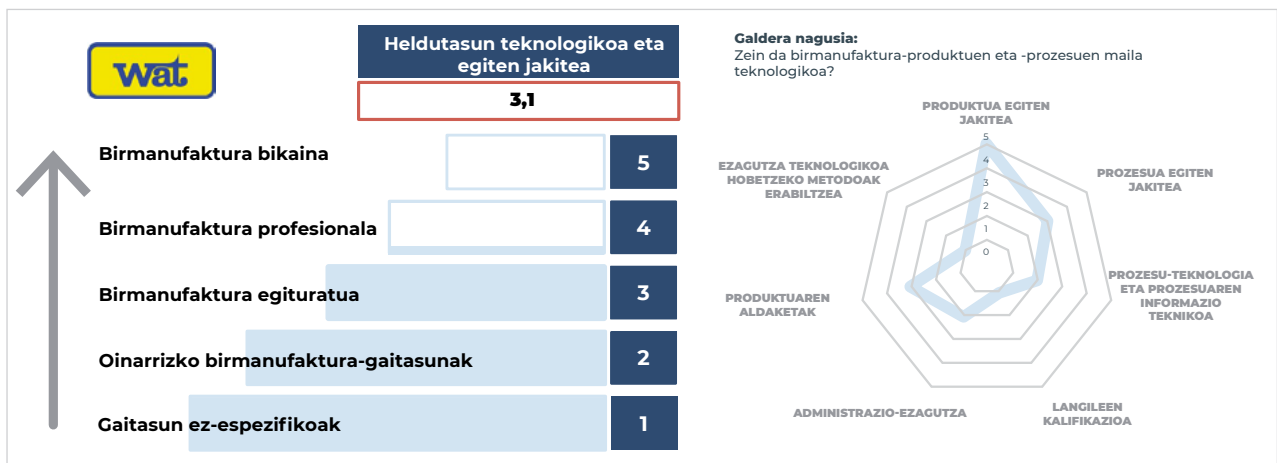 wat
Heldutasun teknologikoa eta
egiten jakitea
3,1
Birmanufaktura bikaina
5
Birmanufaktura profesionala
4
Birmanufaktura egituratua
3
Oinarrizko birmanufaktura-gaitasunak
2
Gaitasun ez-espezifikoak
1
Galdera nagusia:
Zein da birmanufaktura-produktuen eta -prozesuen maila
teknologikoa?
PRODUKTUA EGITEN
JAKITEA
5
4
3
2
1
0
EZAGUTZA TEKNOLOGIKOA
HOBETZEKO METODOAK
ERABILTZEA
PROZESUA EGITEN
JAKITEA
PRODUKTUAREN
ALDAKETAK
PROZESU-TEKNOLOGIA
ETA PROZESUAREN
INFORMAZIO
TEKNIKOA
ADMINISTRAZIO-EZAGUTZA
LANGILEEN
KALIFIKAZIOA